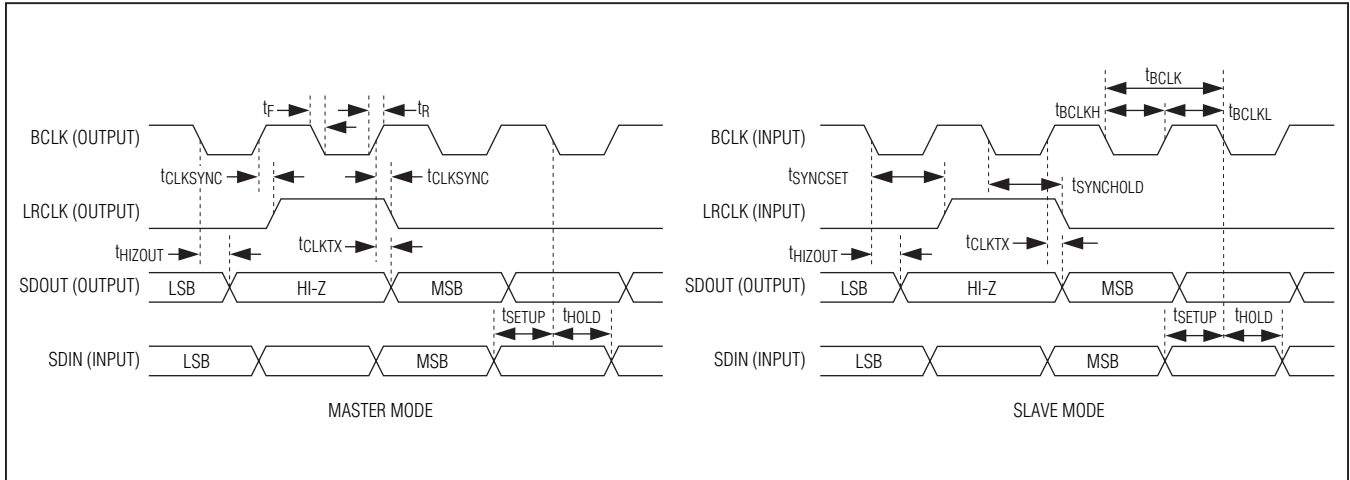 tF
tR
BCLK (OUTPUT)
tCLKSYNC
tCLKSYNC
LRCLK (OUTPUT)
tHIZOUT
tCLKTX
SDOUT (OUTPUT)
LSB
HI-Z
MSB
tSETUP
tHOLD
SDIN (INPUT)
LSB
MSB
MASTER MODE
tBCLK
tBCLKH
tBCLKL
BCLK (INPUT)
tSYNCSET
tSYNCHOLD
LRCLK (INPUT)
tHIZOUT
tCLKTX
SDOUT (OUTPUT)
LSB
HI-Z
MSB
tSETUP
tHOLD
SDIN (INPUT)
LSB
MSB
SLAVE MODE